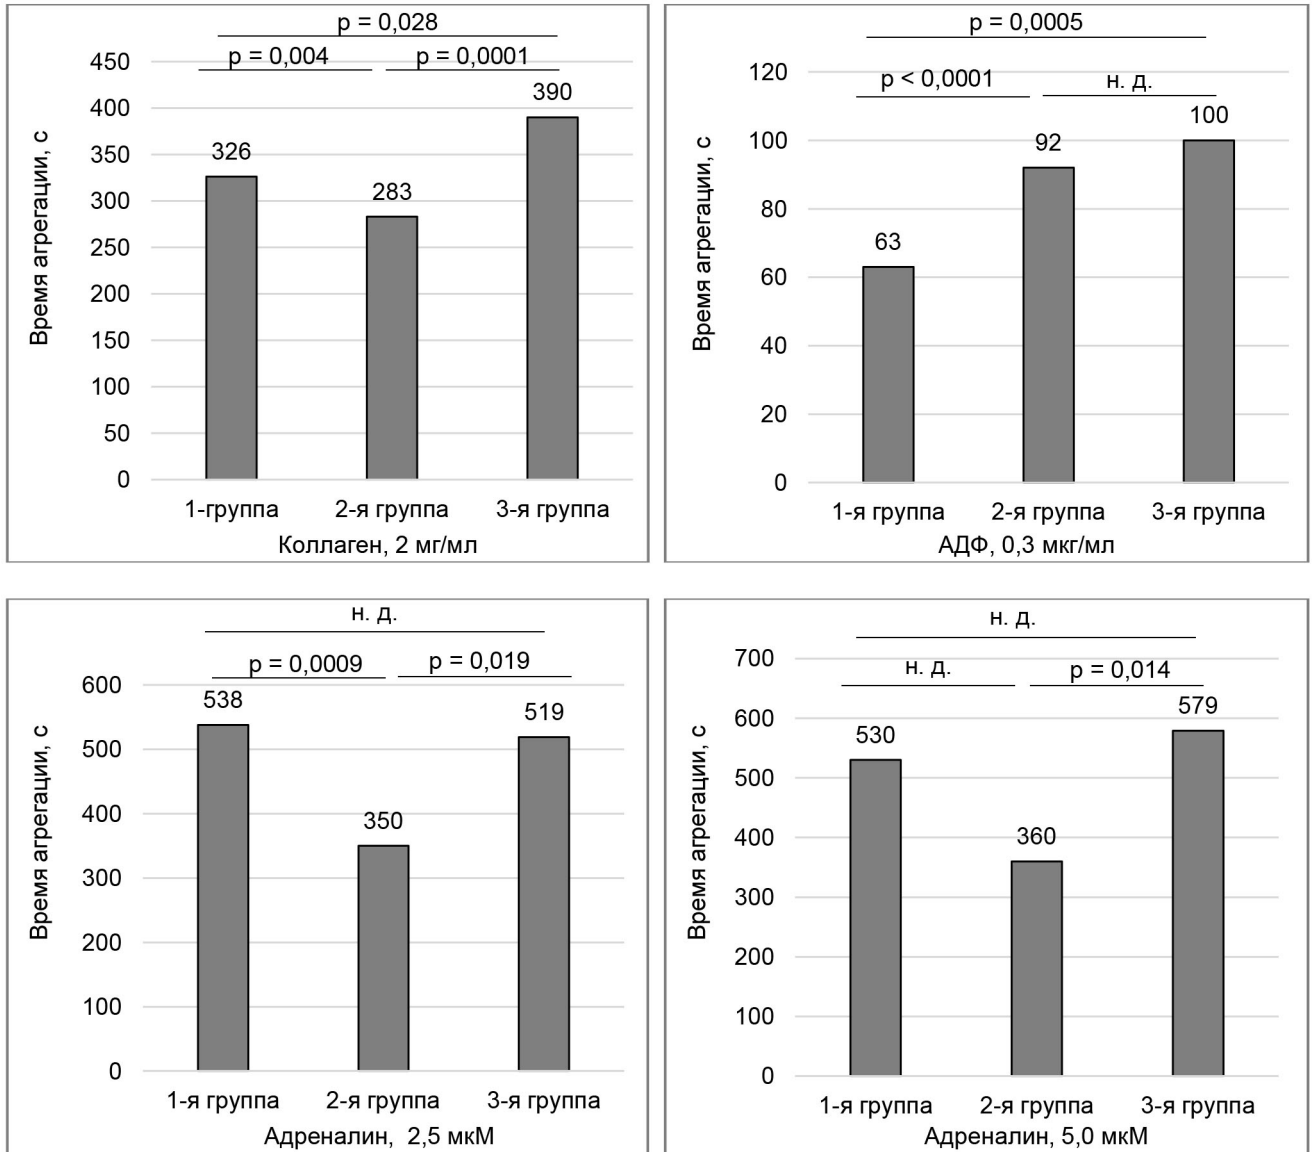 p = 0,028
p = 0,004
p = 0,0001
450
400
350
300
250
200
150
100
50
0
Время агрегации, с
326
283
390
1-группа
2-я группа
3-я группа
Коллаген, 2 мг/мл
p = 0,0005
p < 0,0001
н. д.
120
100
80
60
40
20
0
Время агрегации, с
63
92
100
1-я группа
2-я группа
3-я группа
АДФ, 0,3 мкг/мл
н. д.
p = 0,0009
p = 0,019
600
500
400
300
200
100
0
Время агрегации, с
538
350
519
1-я группа
2-я группа
3-я группа
Адреналин, 2,5 мкМ
н. д.
н. д.
p = 0,014
700
600
500
400
300
200
100
0
Время агрегации, с
530
360
579
1-я группа
2-я группа
3-я группа
Адреналин, 5,0 мкМ